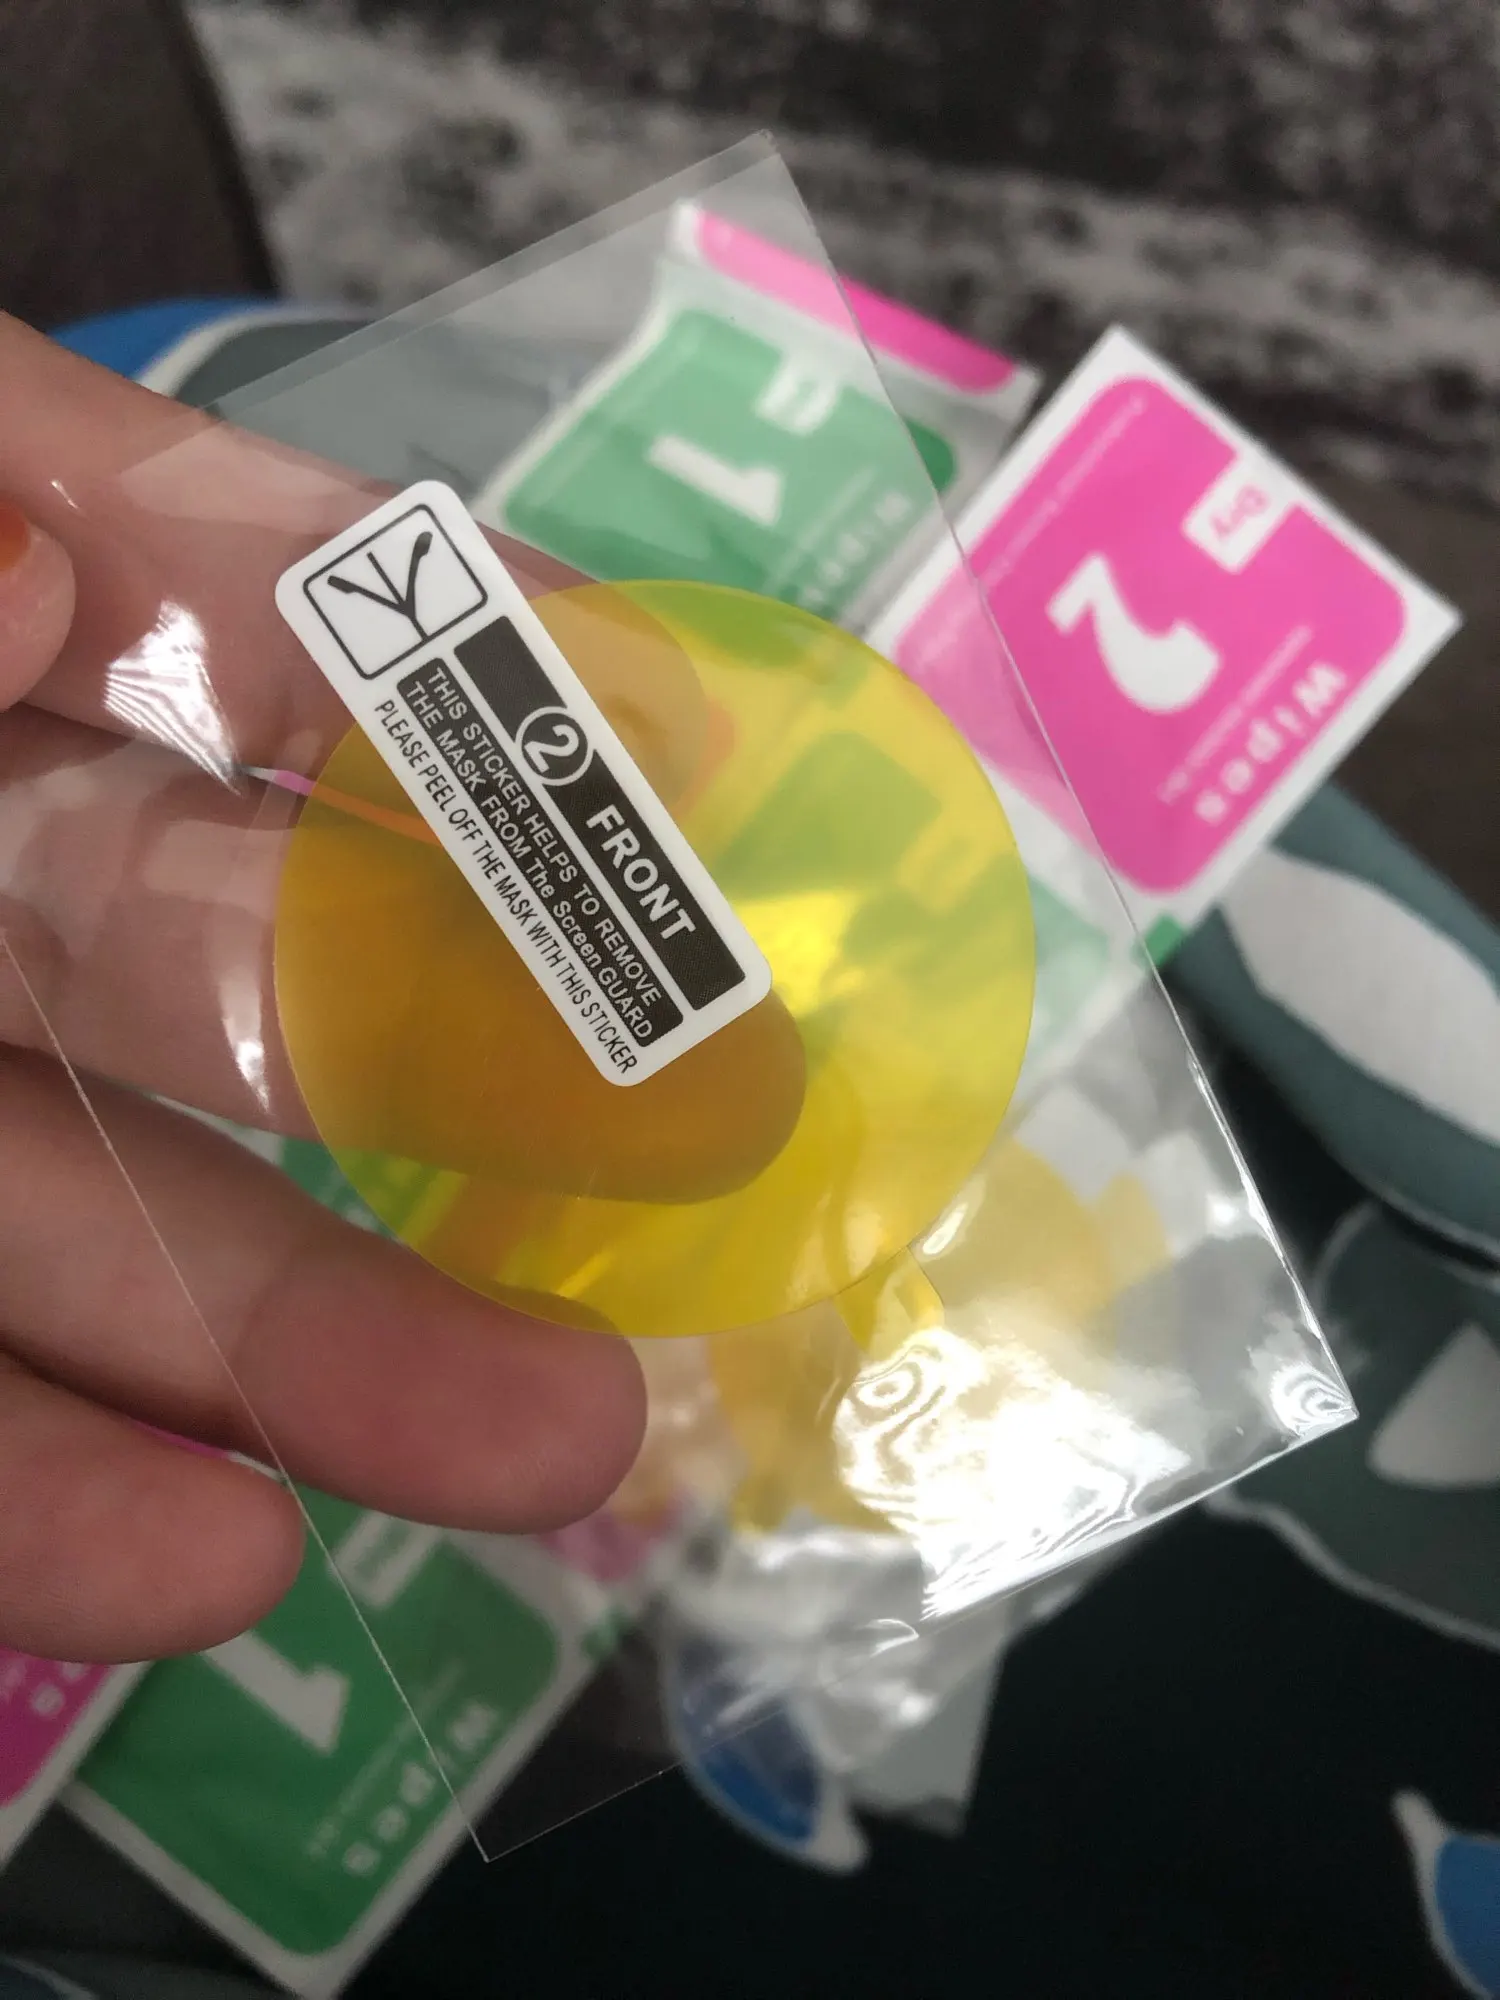 ② FRONT
THIS STICKER HELPS TO REMOVE
THE MASK FROM The Screen GUARD
PLEASE PEEL OFF THE MASK WITH THIS STICKER
1
Wipes
2
Dry
Wipes
1
Wipes